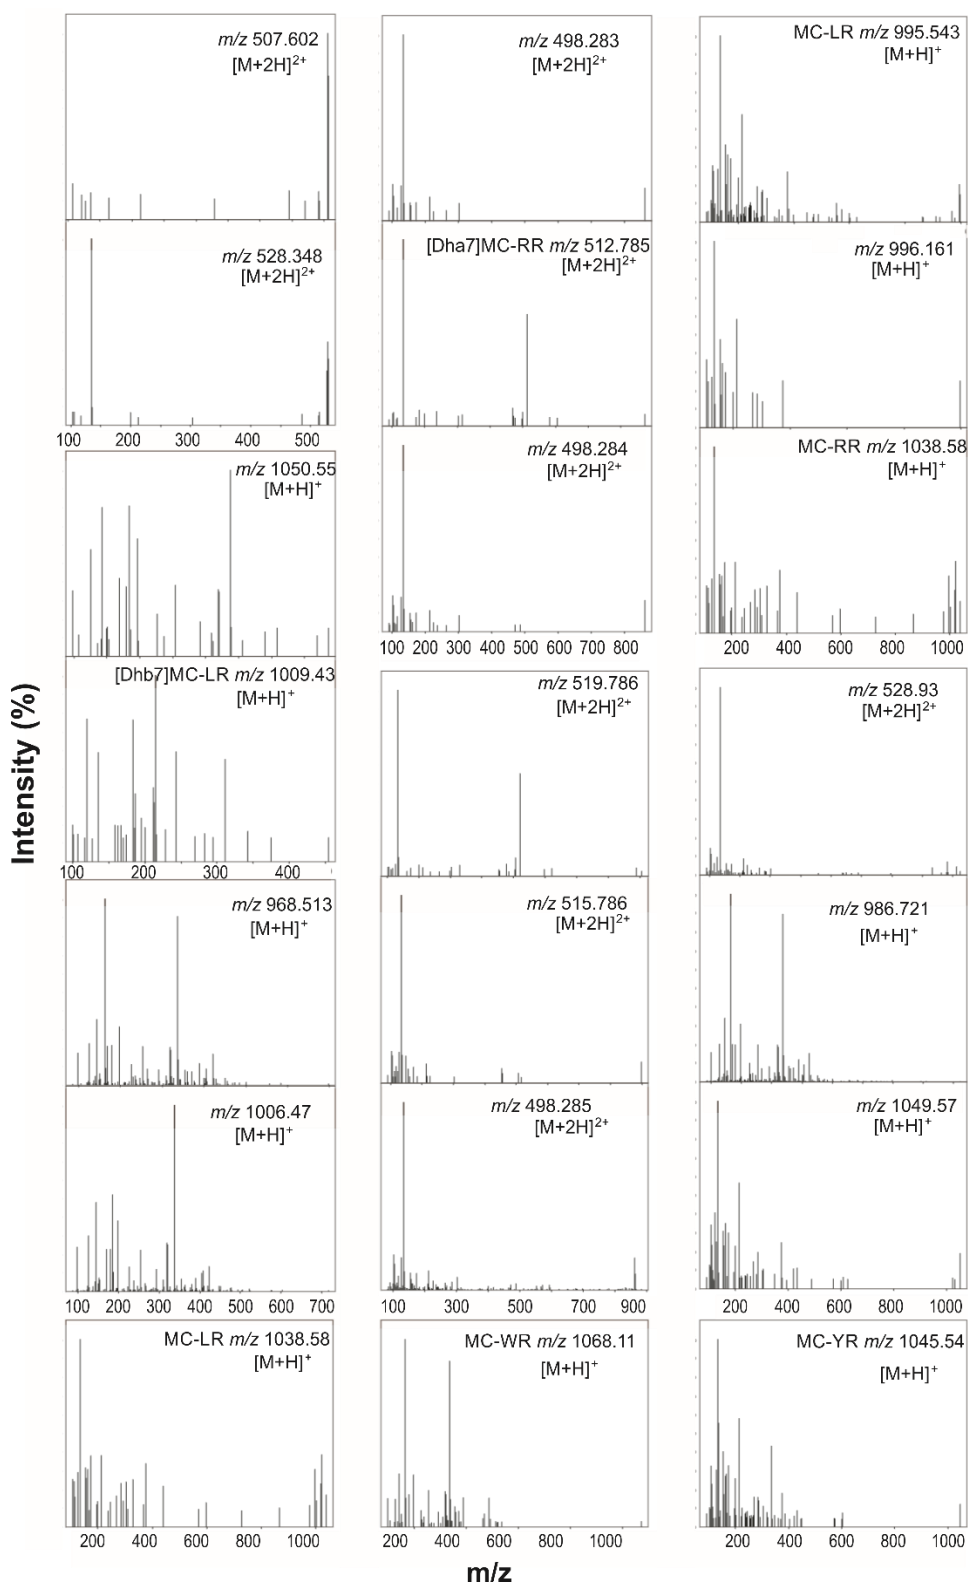 m/z 507.602
[M+2H]2+
m/z 498.283
[M+2H]2+
MC-LR m/z 995.543
[M+H]+
m/z 528.348
[M+2H]2+
[Dha7]MC-RR m/z 512.785
[M+2H]2+
m/z 996.161
[M+H]+
100 200 300 400 500
m/z 1050.55
[M+H]+
m/z 498.284
[M+2H]2+
MC-RR m/z 1038.58
[M+H]+
100 200 300 400 500 600 700 800
200 400 600 800 1000
[Dhb7]MC-LR m/z 1009.43
[M+H]+
m/z 519.786
[M+2H]2+
m/z 528.93
[M+2H]2+
Intensity (%)
100 200 300 400
m/z 968.513
[M+H]+
m/z 515.786
[M+2H]2+
m/z 986.721
[M+H]+
m/z 1006.47
[M+H]+
m/z 498.285
[M+2H]2+
m/z 1049.57
[M+H]+
100 200 300 400 500 600 700
100 300 500 700 900
200 400 600 800 1000
MC-LR m/z 1038.58
[M+H]+
MC-WR m/z 1068.11
[M+H]+
MC-YR m/z 1045.54
[M+H]+
200 400 600 800 1000
200 400 600 800 1000
200 400 600 800 1000
m/z